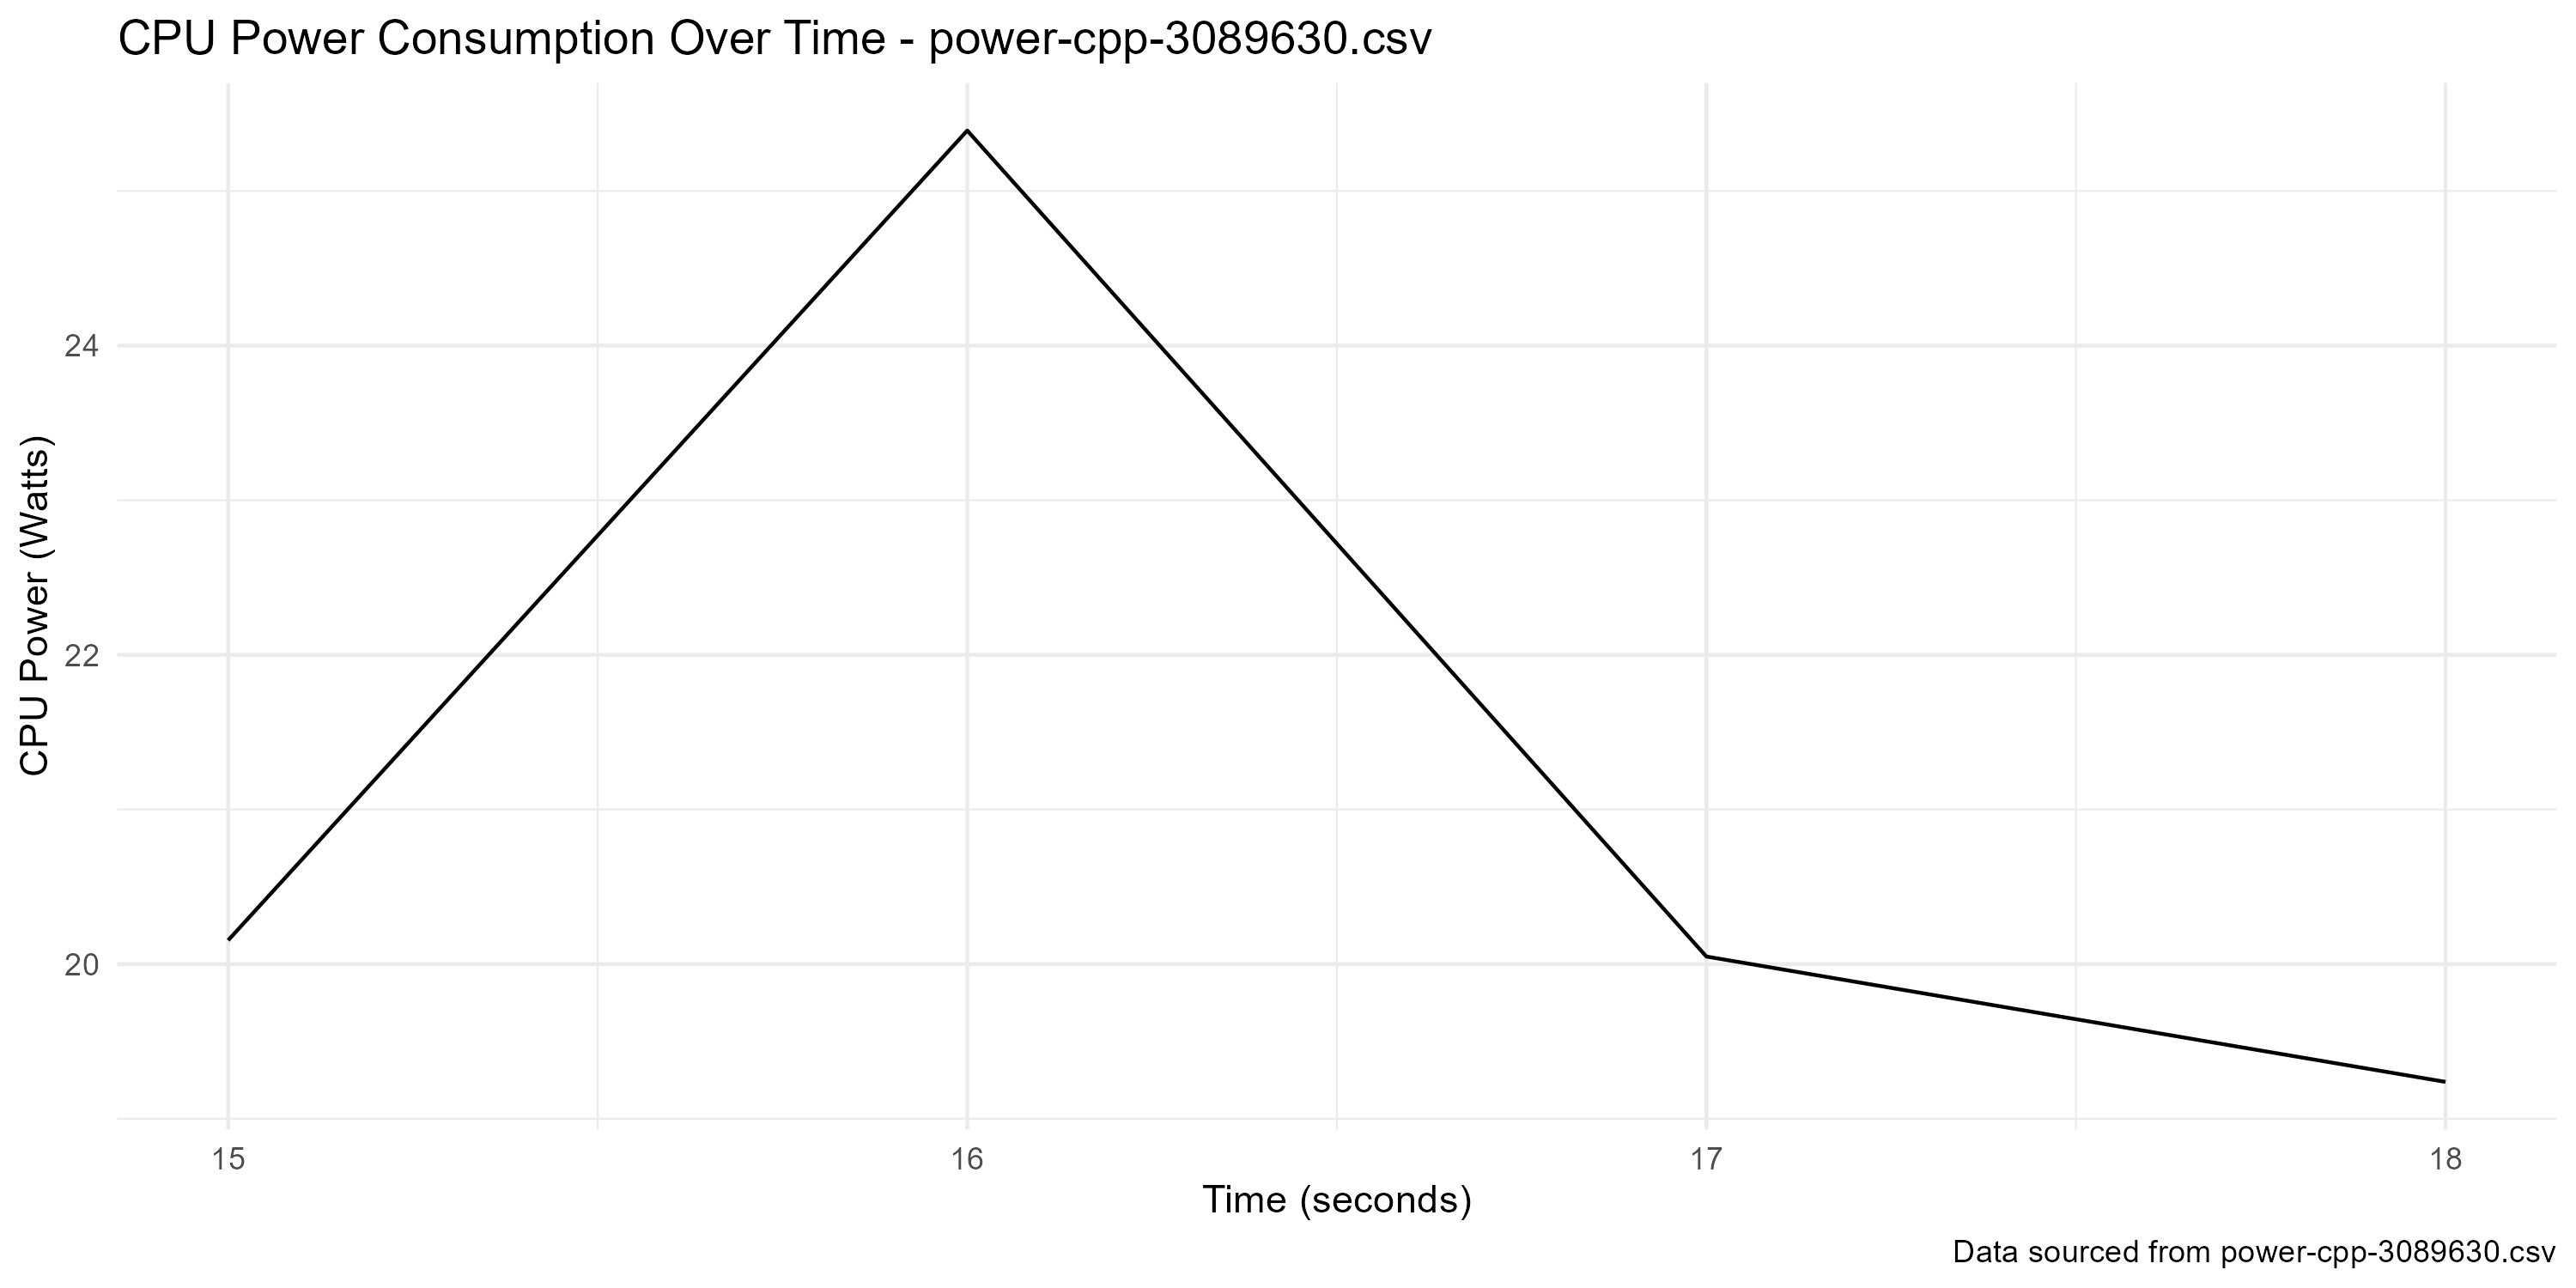 CPU Power Consumption Over Time - power-cpp-3089630.csv
CPU Power (Watts)
24
22
20
15 16 17 18
Time (seconds)
Data sourced from power-cpp-3089630.csv